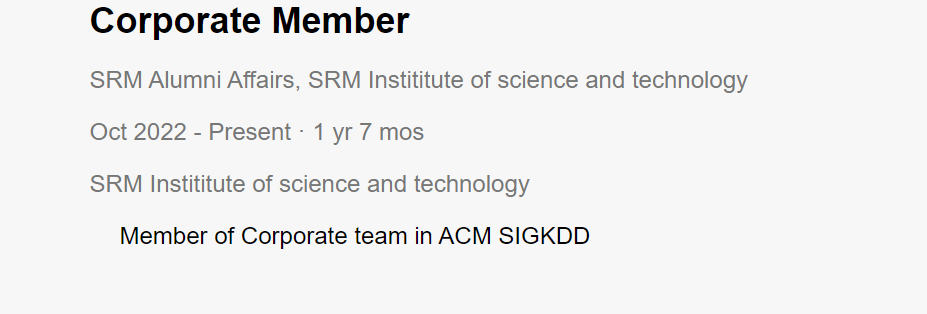 Corporate Member
SRM Alumni Affairs, SRM Instititute of science and technology
Oct 2022 - Present · 1 yr 7 mos
SRM Instititute of science and technology
Member of Corporate team in ACM SIGKDD